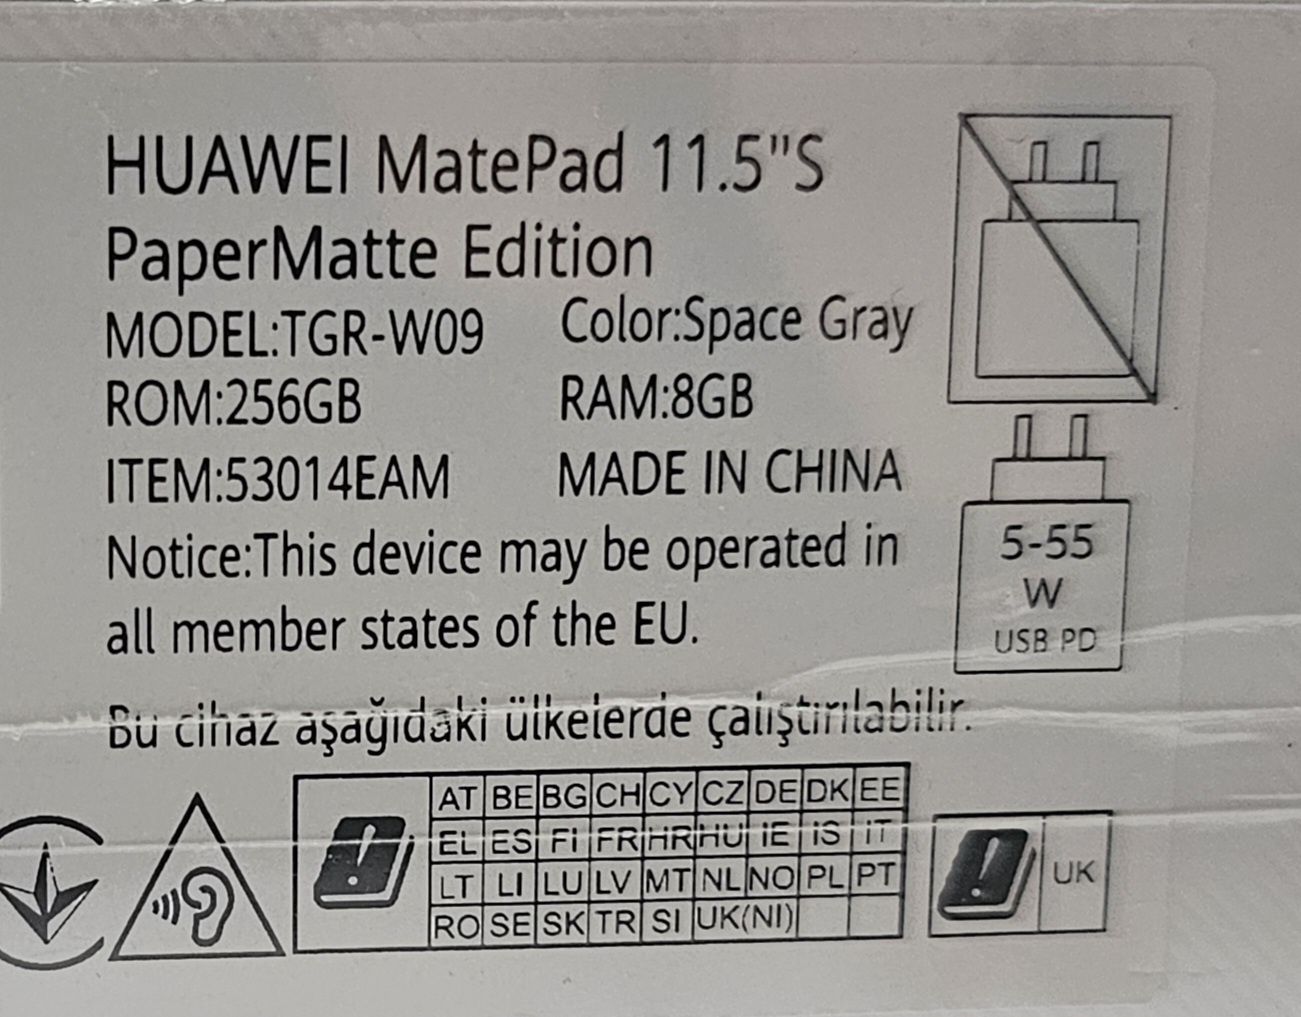 HUAWEI MatePad 11.5"S
PaperMatte Edition
MODEL:TGR-W09 Color:Space Gray
ROM:256GB RAM:8GB
ITEM:53014EAM MADE IN CHINA
Notice:This device may be operated in
all member states of the EU.
5-55
W
USB PD
Bu cihaz aşağıdaki ülkelerde çalıştırılabilir.
AT BE BG CH CY CZ DE DK EE
EL ES FI FR HR HU IE IS IT
LT LI LU LV MT NL NO PL PT
RO SE SK TR SI UK(NI)
UK